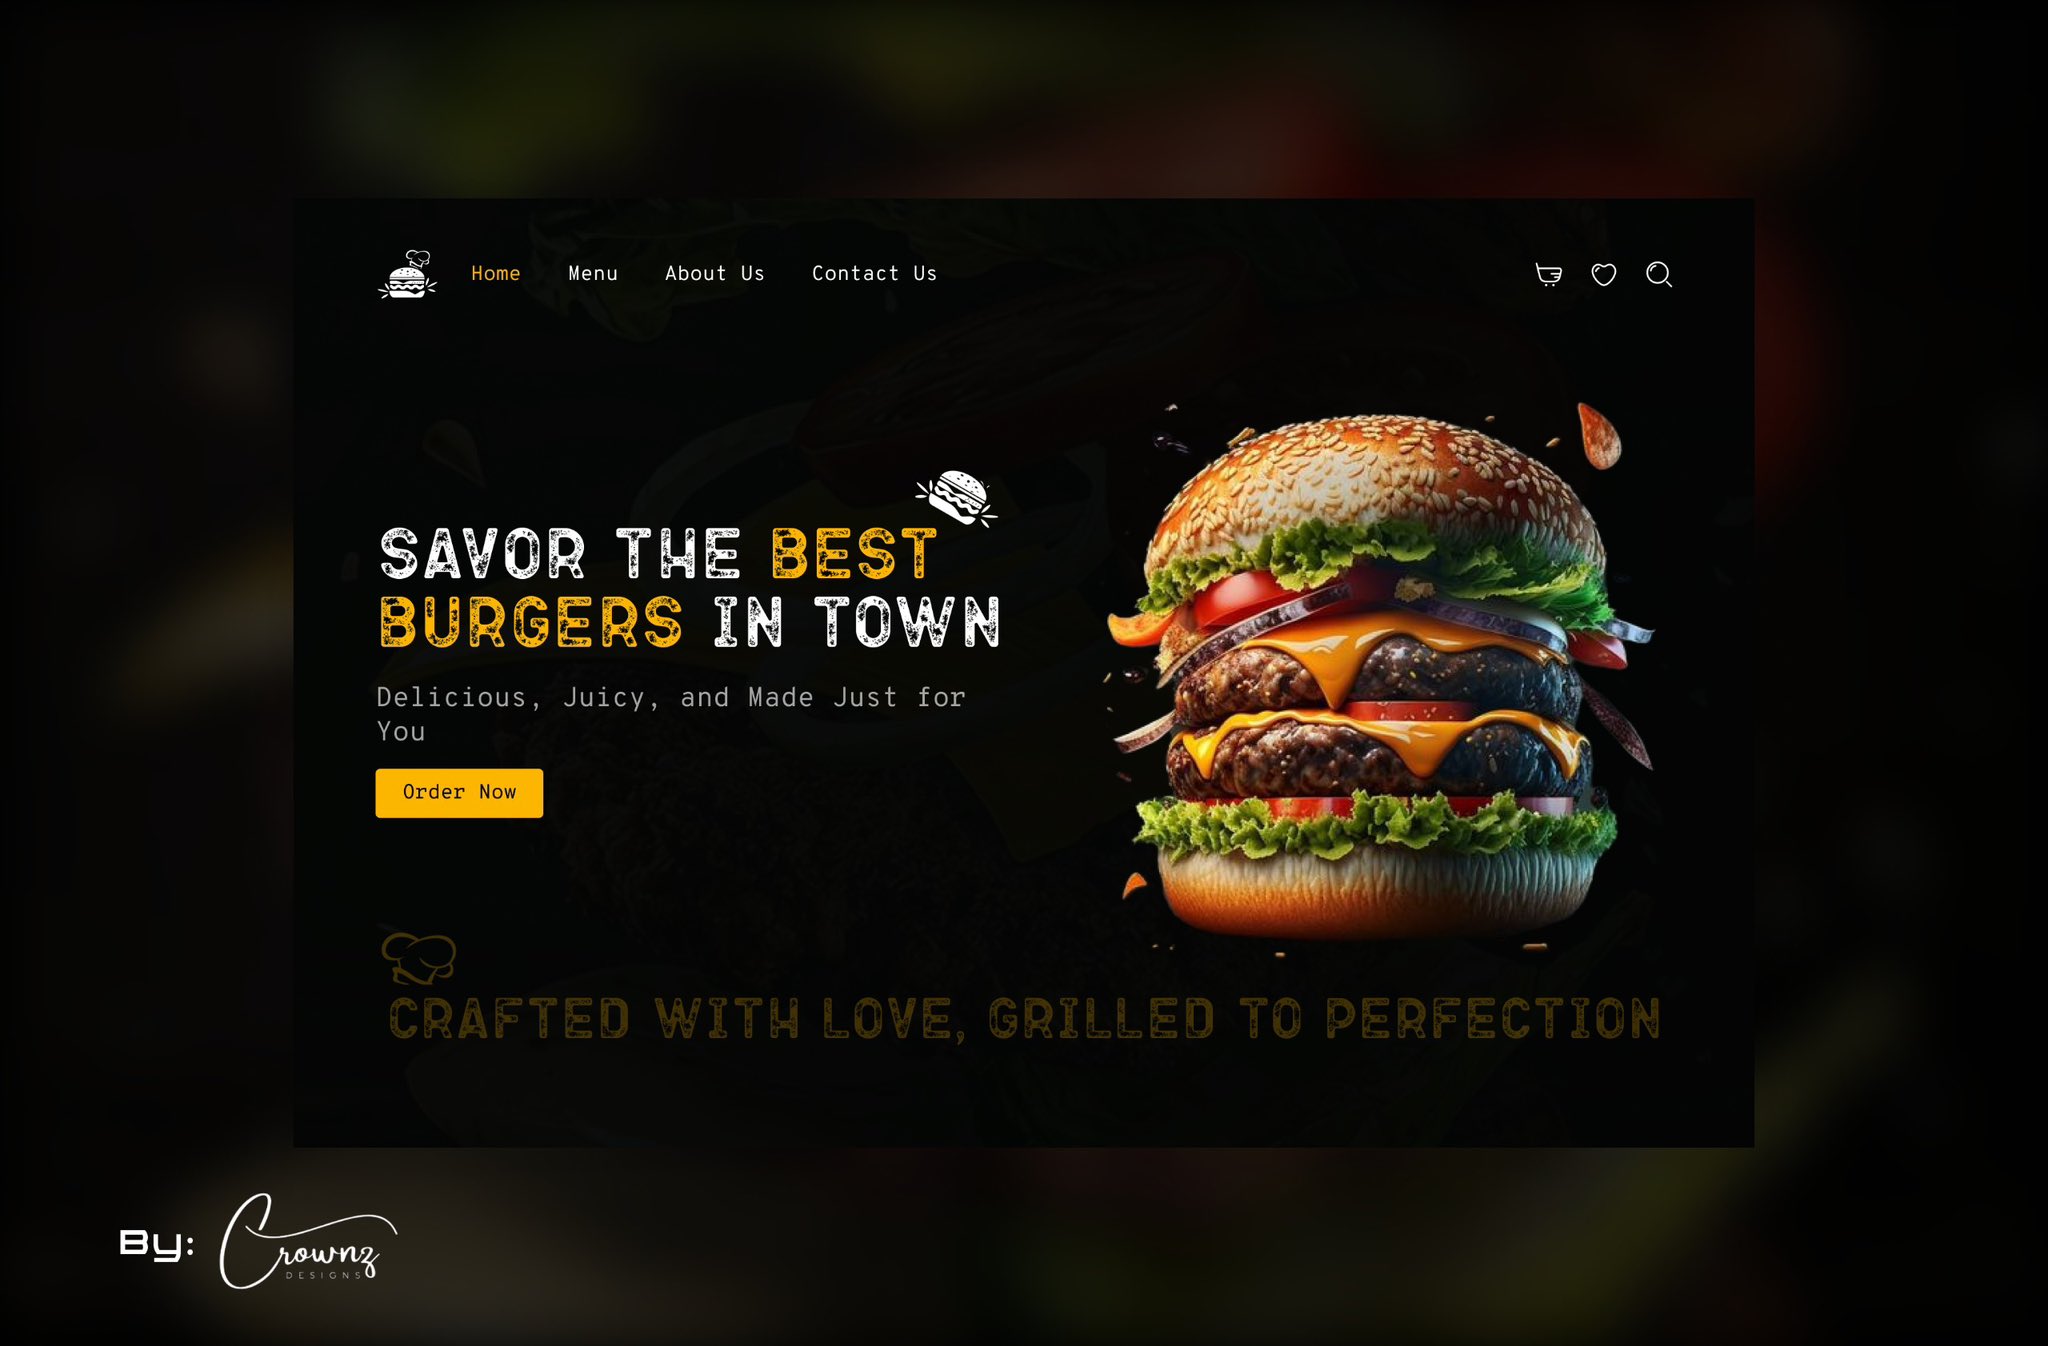 Home Menu About Us Contact Us
SAVOR THE BEST
BURGERS IN TOWN
Delicious, Juicy, and Made Just for
You
Order Now
CRAFTED WITH LOVE, GRILLED TO PERFECTION
By: Crownz
DESIGNS